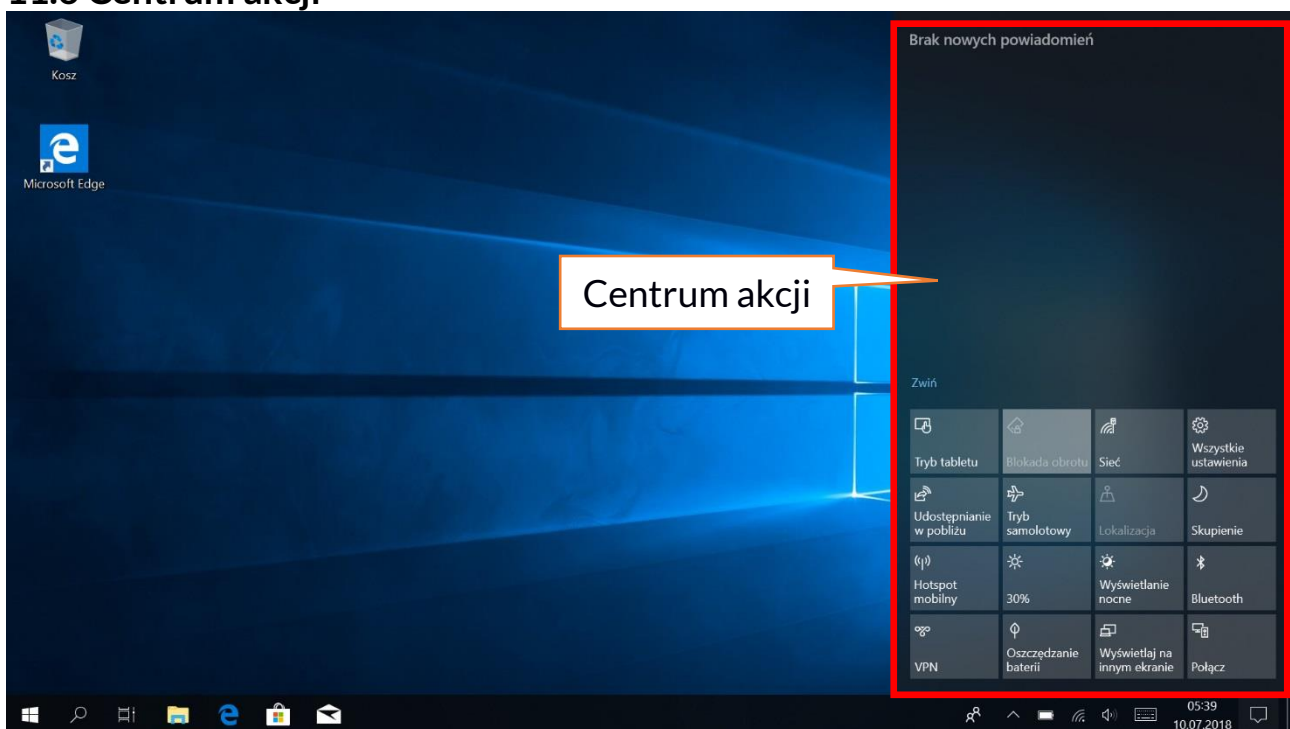 11.6 Centrum akcji
Kosz
Microsoft Edge
Brak nowych powiadomień
Centrum akcji
Zwiń
Tryb tabletu
Blokada obrotu
Sieć
Wszystkie
ustawienia
Udostępnianie
w pobliżu
Tryb
samolotowy
Lokalizacja
Skupienie
Hotspot
mobilny
30%
Wyświetlanie
nocne
Bluetooth
VPN
Oszczędzanie
baterii
Wyświetlaj na
innym ekranie
Połącz
05:39
10.07.2018